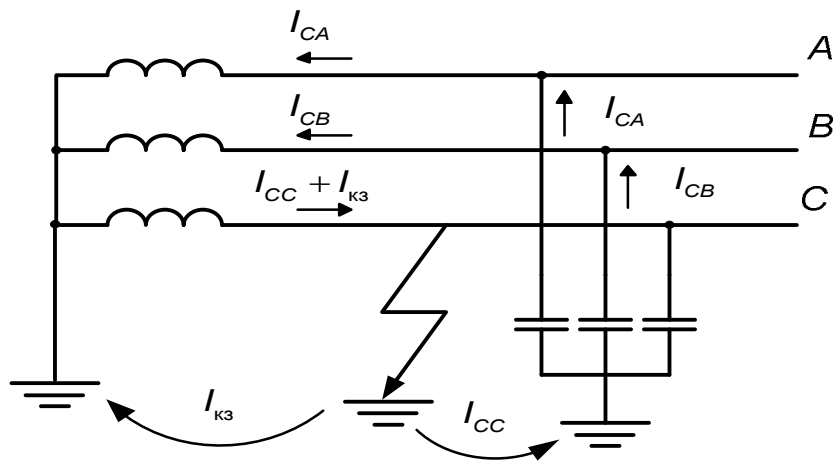 I_CA
A
I_CA
I_CB
B
I_CC + I_кз
I_CB
C
I_кз
I_CC